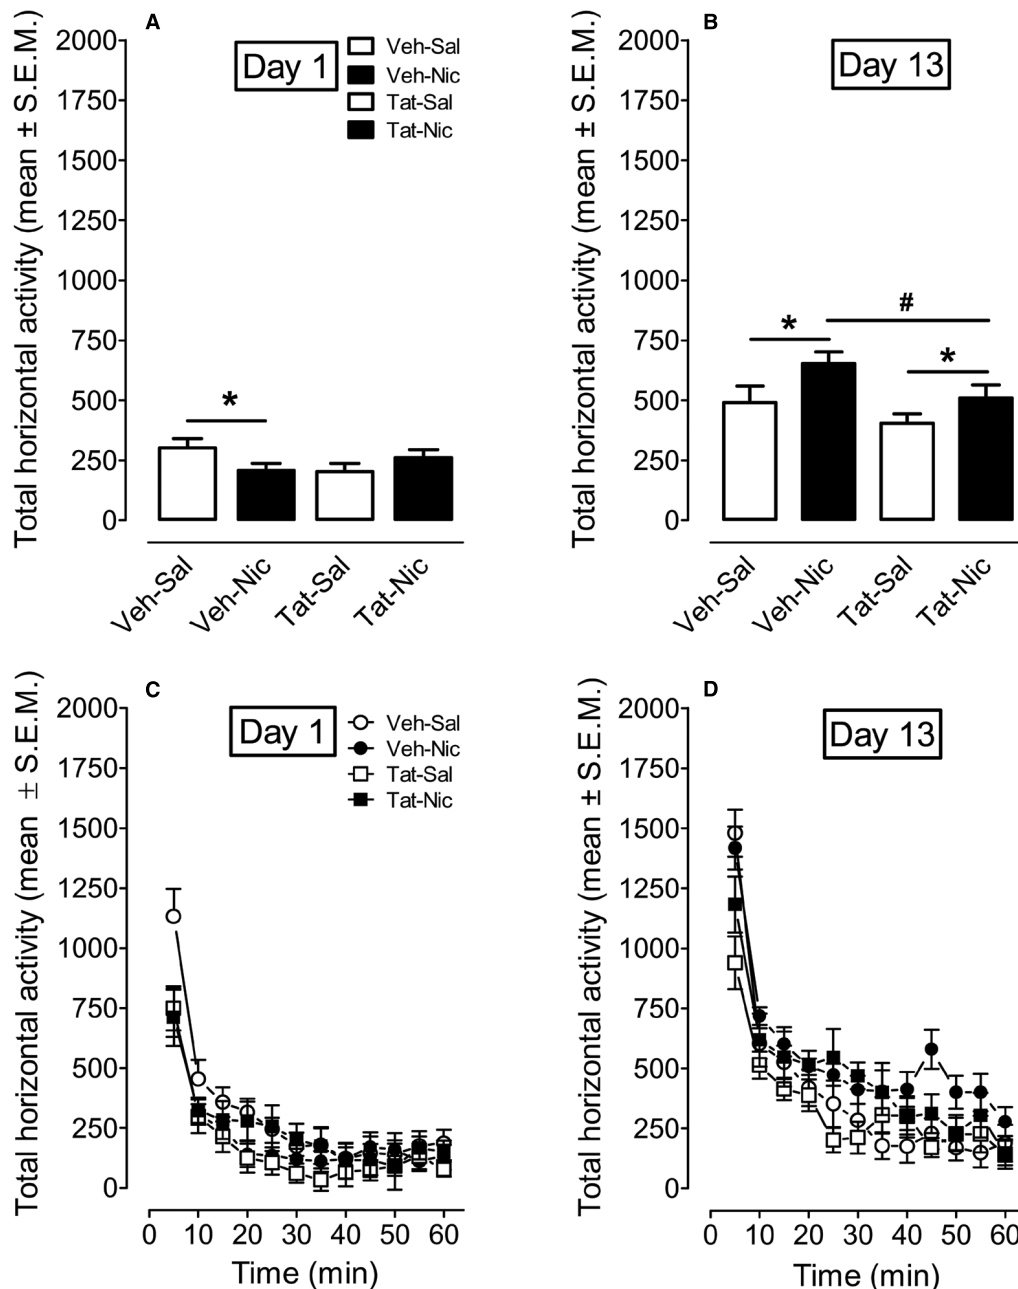 A
Total horizontal activity (mean ± S.E.M.)
2000
1750
1500
1250
1000
750
500
250
0
Day 1
Veh-Sal
Veh-Nic
Tat-Sal
Tat-Nic
*
Veh-Sal
Veh-Nic
Tat-Sal
Tat-Nic
B
Total horizontal activity (mean ± S.E.M.)
2000
1750
1500
1250
1000
750
500
250
0
Day 13
*
#
*
Veh-Sal
Veh-Nic
Tat-Sal
Tat-Nic
C
Total horizontal activity (mean ± S.E.M.)
2000
1750
1500
1250
1000
750
500
250
0
Day 1
Veh-Sal
Veh-Nic
Tat-Sal
Tat-Nic
0 10 20 30 40 50 60
Time (min)
D
Total horizontal activity (mean ± S.E.M.)
2000
1750
1500
1250
1000
750
500
250
0
Day 13
0 10 20 30 40 50 60
Time (min)